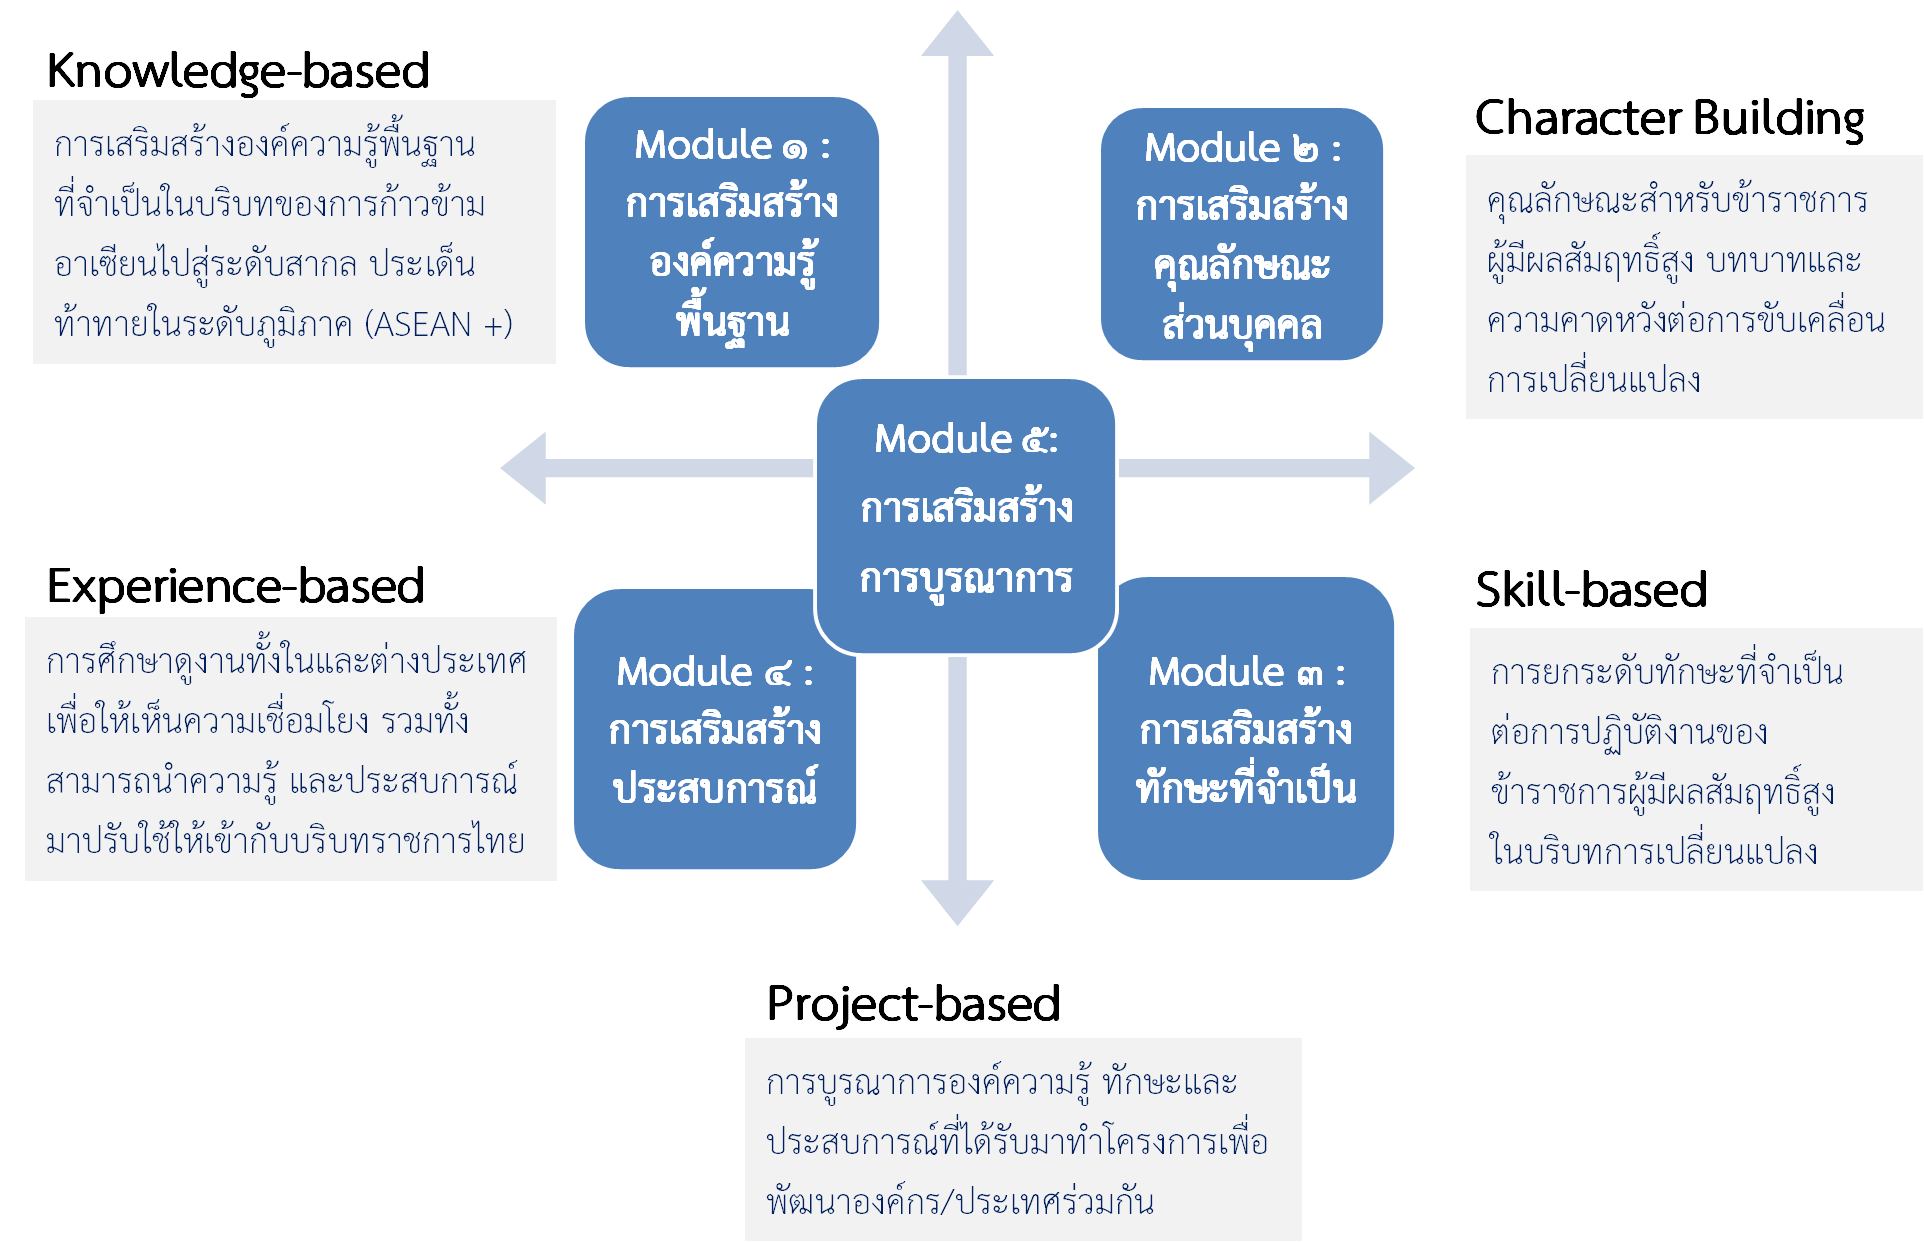 Knowledge-based
การเสริมสร้างองค์ความรู้พื้นฐาน
ที่จำเป็นในบริบทของการก้าวข้าม
อาเซียนไปสู่ระดับสากล ประเด็น
ท้าทายในระดับภูมิภาค (ASEAN +)
Module ๑ :
การเสริมสร้าง
องค์ความรู้
พื้นฐาน
Module ๒ :
การเสริมสร้าง
คุณลักษณะ
ส่วนบุคคล
Character Building
คุณลักษณะสำหรับข้าราชการ
ผู้มีผลสัมฤทธิ์สูง บทบาทและ
ความคาดหวังต่อการขับเคลื่อน
การเปลี่ยนแปลง
Module ๕:
การเสริมสร้าง
การบูรณาการ
Experience-based
การศึกษาดูงานทั้งในและต่างประเทศ
เพื่อให้เห็นความเชื่อมโยง รวมทั้ง
สามารถนำความรู้ และประสบการณ์
มาปรับใช้ให้เข้ากับบริบทราชการไทย
Module ๔ :
การเสริมสร้าง
ประสบการณ์
Module ๓ :
การเสริมสร้าง
ทักษะที่จำเป็น
Skill-based
การยกระดับทักษะที่จำเป็น
ต่อการปฏิบัติงานของ
ข้าราชการผู้มีผลสัมฤทธิ์สูง
ในบริบทการเปลี่ยนแปลง
Project-based
การบูรณาการองค์ความรู้ ทักษะและ
ประสบการณ์ที่ได้รับมาทำโครงการเพื่อ
พัฒนาองค์กร/ประเทศร่วมกัน